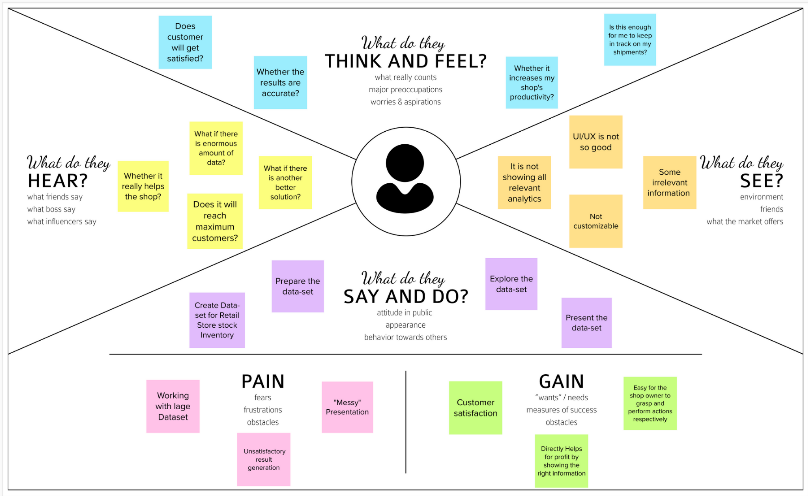 Does
customer
will get
satisfied?
Whether the
results are
accurate?
What do they
THINK AND FEEL?
what really counts
major preoccupations
worries & aspirations
Whether it
increases my
shop's
productivity?
Is this enough
for me to keep
in track on my
shipments?
What do they
HEAR?
what friends say
what boss say
what influencers say
Whether it
really helps
the shop?
What if there
is enormous
amount of
data?
Does it will
reach
maximum
customers?
What if there
is another
better
solution?
It is not
showing all
relevant
analytics
UI/UX is not
so good
Not
customizable
Some
irrelevant
information
What do they
SEE?
environment
friends
what the market offers
Create Data-
set for Retail
Store stock
Inventory
Prepare the
data-set
What do they
SAY AND DO?
attitude in public
appearance
behavior towards others
Explore the
data-set
Present the
data-set
Working
with lage
Dataset
PAIN
fears
frustrations
obstacles
Unsatisfactory
result
generation
"Messy"
Presentation
Customer
satisfaction
GAIN
"wants" / needs
measures of success
obstacles
Directly Helps
for profit by
showing the
right information
Easy for the
shop owner to
grasp and
perform actions
respectively